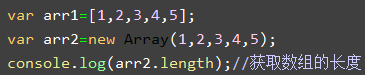 var arr1=[1,2,3,4,5];
var arr2=new Array(1,2,3,4,5);
console.log(arr2.length);//获取数组的长度